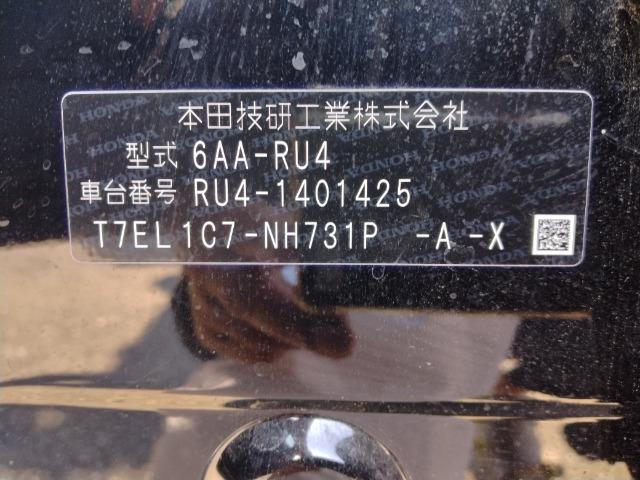 本田技研工業株式会社
型式 6AA-RU4
車台番号 RU4-1401425
T7EL1C7-NH731P -A -X